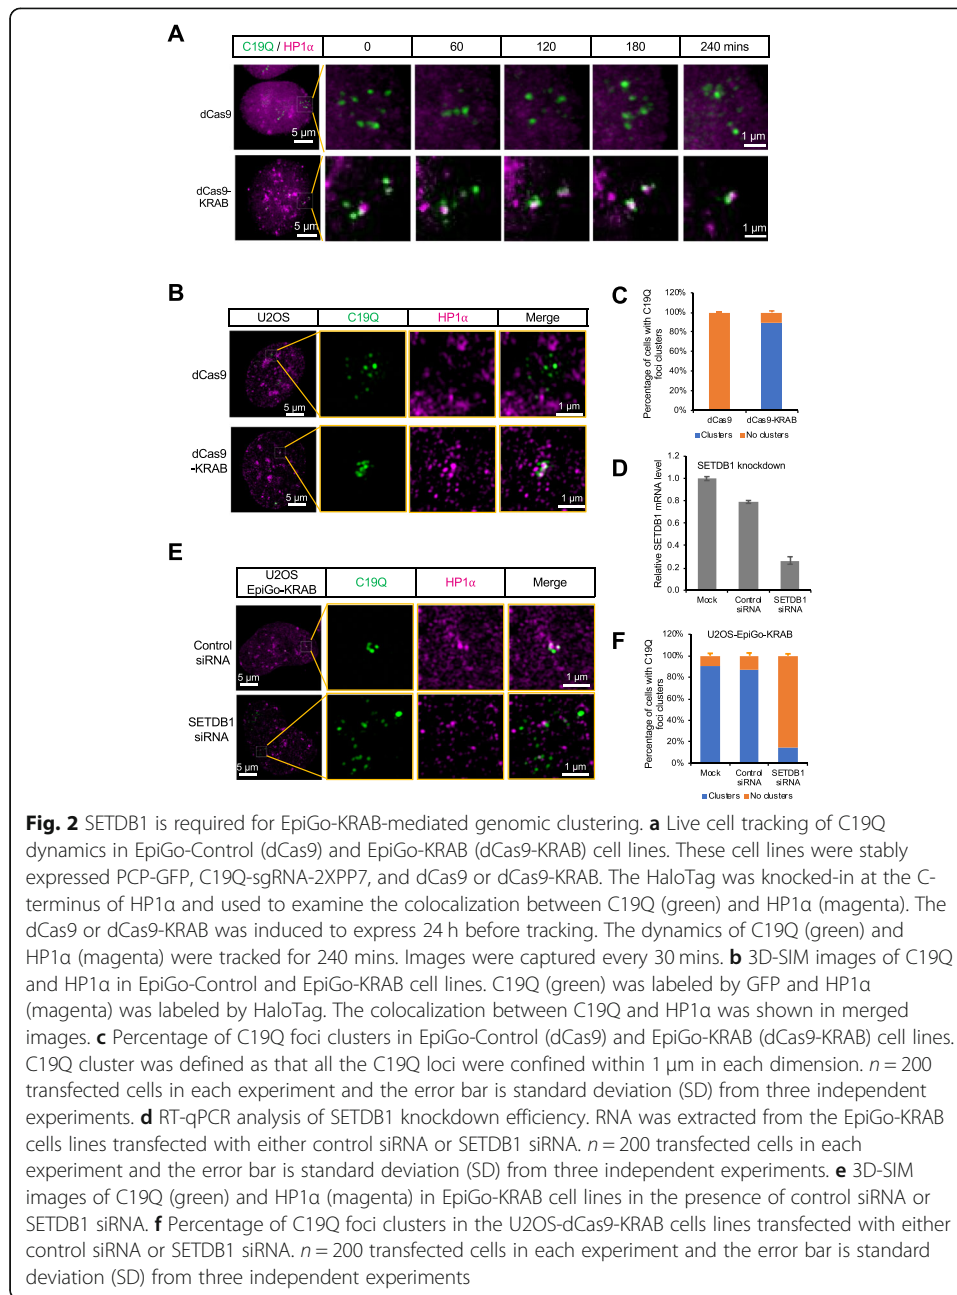 A
C19Q / HP1α 0 60 120 180 240 mins
dCas9
5 µm
1 µm
dCas9-
KRAB
5 µm
1 µm
B
U2OS C19Q HP1α Merge
dCas9
5 µm
1 µm
dCas9
-KRAB
5 µm
1 µm
C
Percentage of cells with C19Q
foci clusters
120%
100%
80%
60%
40%
20%
0%
dCas9 dCas9-KRAB
Clusters No clusters
D
SETDB1 knockdown
Relative SETDB1 mRNA level
1.2
1.0
0.8
0.6
0.4
0.2
0.0
Mock Control SETDB1
siRNA siRNA
E
U2OS
EpiGo-KRAB C19Q HP1α Merge
Control
siRNA
5 µm
1 µm
SETDB1
siRNA
5 µm
1 µm
F
U2OS-EpiGo-KRAB
Percentage of cells with C19Q
foci clusters
120%
100%
80%
60%
40%
20%
0%
Mock Control SETDB1
siRNA siRNA
Clusters No clusters
Fig. 2 SETDB1 is required for EpiGo-KRAB-mediated genomic clustering. a Live cell tracking of C19Q
dynamics in EpiGo-Control (dCas9) and EpiGo-KRAB (dCas9-KRAB) cell lines. These cell lines were stably
expressed PCP-GFP, C19Q-sgRNA-2XPP7, and dCas9 or dCas9-KRAB. The HaloTag was knocked-in at the C-
terminus of HP1α and used to examine the colocalization between C19Q (green) and HP1α (magenta). The
dCas9 or dCas9-KRAB was induced to express 24 h before tracking. The dynamics of C19Q (green) and
HP1α (magenta) were tracked for 240 mins. Images were captured every 30 mins. b 3D-SIM images of C19Q
and HP1α in EpiGo-Control and EpiGo-KRAB cell lines. C19Q (green) was labeled by GFP and HP1α
(magenta) was labeled by HaloTag. The colocalization between C19Q and HP1α was shown in merged
images. c Percentage of C19Q foci clusters in EpiGo-Control (dCas9) and EpiGo-KRAB (dCas9-KRAB) cell lines.
C19Q cluster was defined as that all the C19Q loci were confined within 1 µm in each dimension. n = 200
transfected cells in each experiment and the error bar is standard deviation (SD) from three independent
experiments. d RT-qPCR analysis of SETDB1 knockdown efficiency. RNA was extracted from the EpiGo-KRAB
cells lines transfected with either control siRNA or SETDB1 siRNA. n = 200 transfected cells in each
experiment and the error bar is standard deviation (SD) from three independent experiments. e 3D-SIM
images of C19Q (green) and HP1α (magenta) in EpiGo-KRAB cell lines in the presence of control siRNA or
SETDB1 siRNA. f Percentage of C19Q foci clusters in the U2OS-dCas9-KRAB cells lines transfected with either
control siRNA or SETDB1 siRNA. n = 200 transfected cells in each experiment and the error bar is standard
deviation (SD) from three independent experiments